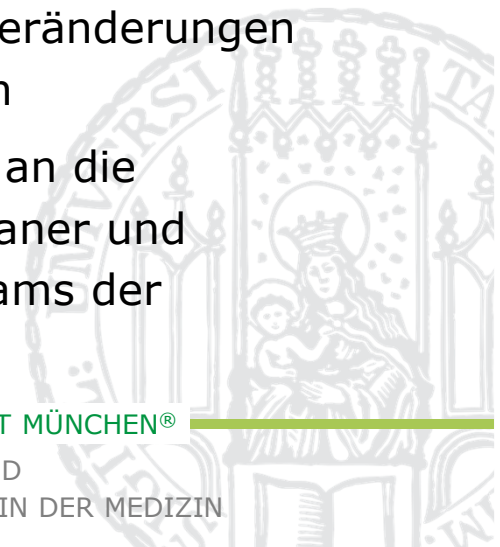 eränderungen
n
an die
aner und
ams der
T MÜNCHEN®
D
IN DER MEDIZIN